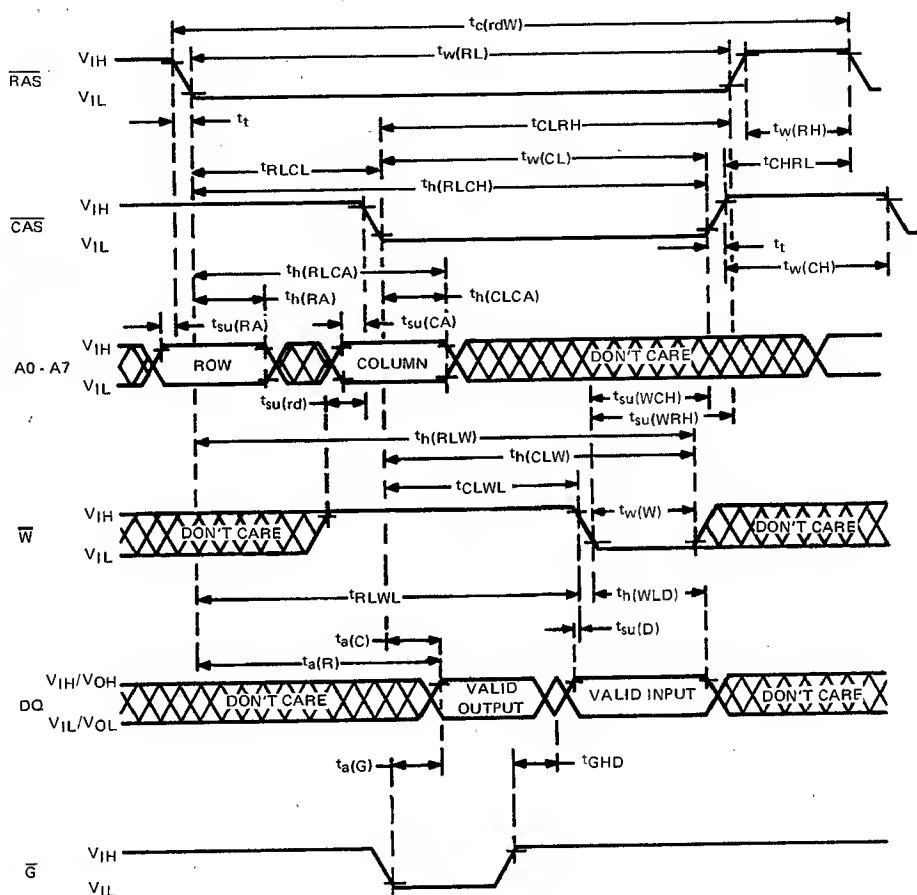 tc(rdW)
VIH
tw(RL)
RAS
VIL
tt
tCLRH
tw(RH)
tRLCL
tw(CL)
tCHRL
th(RLCH)
VIH
CAS
VIL
tt
th(RLCA)
tw(CH)
th(RA)
th(CLCA)
tsu(RA)
tsu(CA)
VIH
A0 - A7
ROW
COLUMN
DON'T CARE
VIL
tsu(rd)
tsu(WCH)
tsu(WRH)
th(RLW)
th(CLW)
tCLWL
VIH
W
DON'T CARE
tw(W)
DON'T CARE
VIL
tRLWL
th(WLD)
ta(C)
tsu(D)
ta(R)
VIH/VOH
DQ
DON'T CARE
VALID OUTPUT
VALID INPUT
DON'T CARE
VIL/VOL
ta(G)
tGHD
VIH
G
VIL